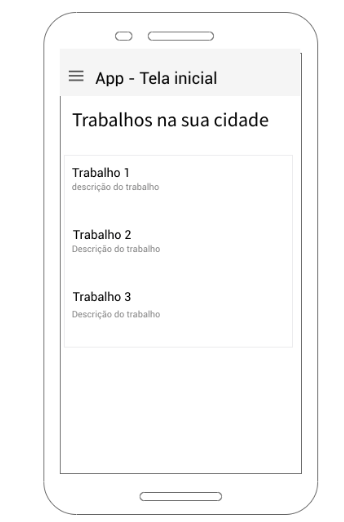 App - Tela inicial
Trabalhos na sua cidade
Trabalho 1
descrição do trabalho
Trabalho 2
Descrição do trabalho
Trabalho 3
Descrição do trabalho